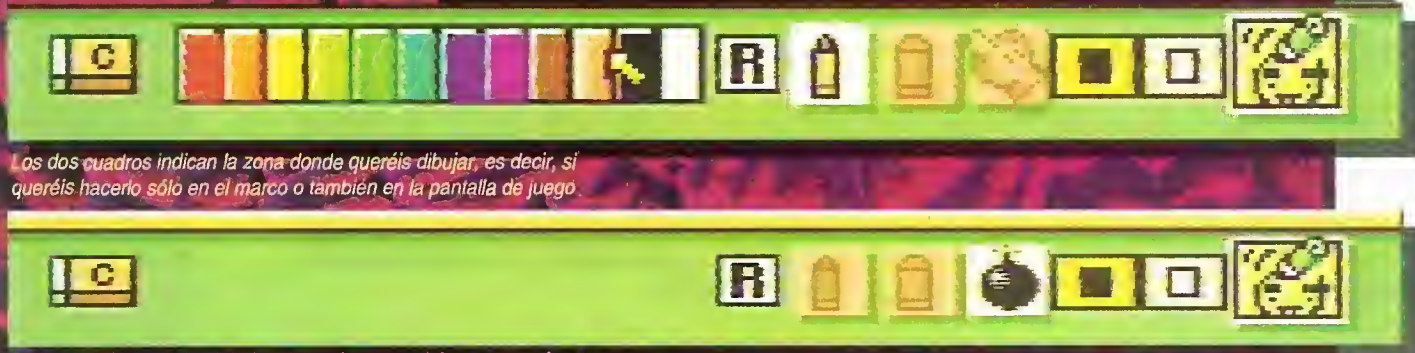 C
R
Los dos cuadros indican la zona donde queréis dibujar, es decir, si
queréis hacerlo sólo en el marco o también en la pantalla de juego.
C
R